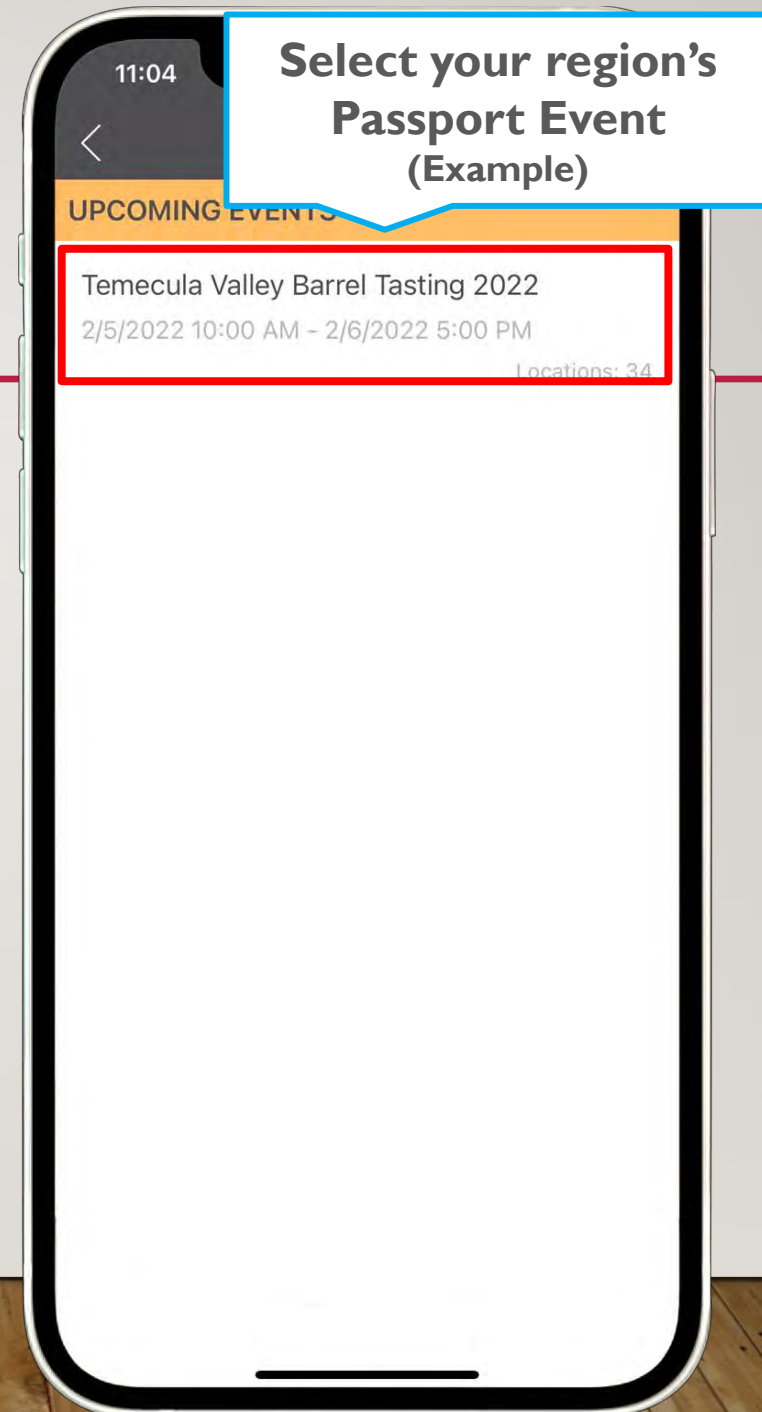 11:04
Select your region's
Passport Event
(Example)
UPCOMING EVENTS
Temecula Valley Barrel Tasting 2022
2/5/2022 10:00 AM - 2/6/2022 5:00 PM
Locations: 34